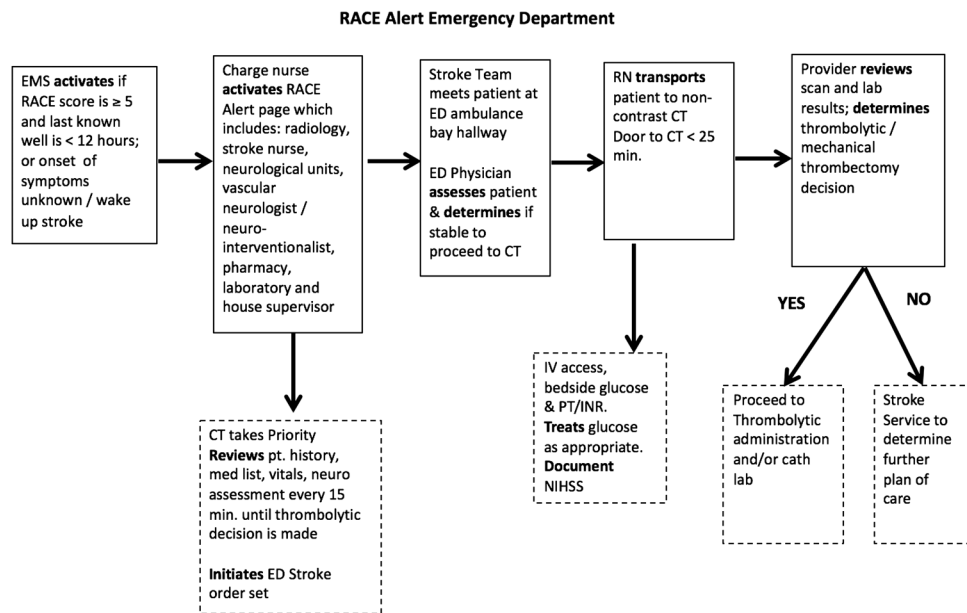 RACE Alert Emergency Department
EMS activates if
RACE score is ≥ 5
and last known
well is < 12 hours;
or onset of
symptoms
unknown / wake
up stroke
Charge nurse
activates RACE
Alert page which
includes: radiology,
stroke nurse,
neurological units,
vascular
neurologist /
neuro-
interventionalist,
pharmacy,
laboratory and
house supervisor
Stroke Team
meets patient at
ED ambulance
bay hallway
ED Physician
assesses patient
& determines if
stable to
proceed to CT
RN transports
patient to non-
contrast CT
Door to CT < 25
min.
Provider reviews
scan and lab
results; determines
thrombolytic /
mechanical
thrombectomy
decision
YES
NO
CT takes Priority
Reviews pt. history,
med list, vitals, neuro
assessment every 15
min. until thrombolytic
decision is made
Initiates ED Stroke
order set
IV access,
bedside glucose
& PT/INR.
Treats glucose
as appropriate.
Document
NIHSS
Proceed to
Thrombolytic
administration
and/or cath
lab
Stroke
Service to
determine
further
plan of
care